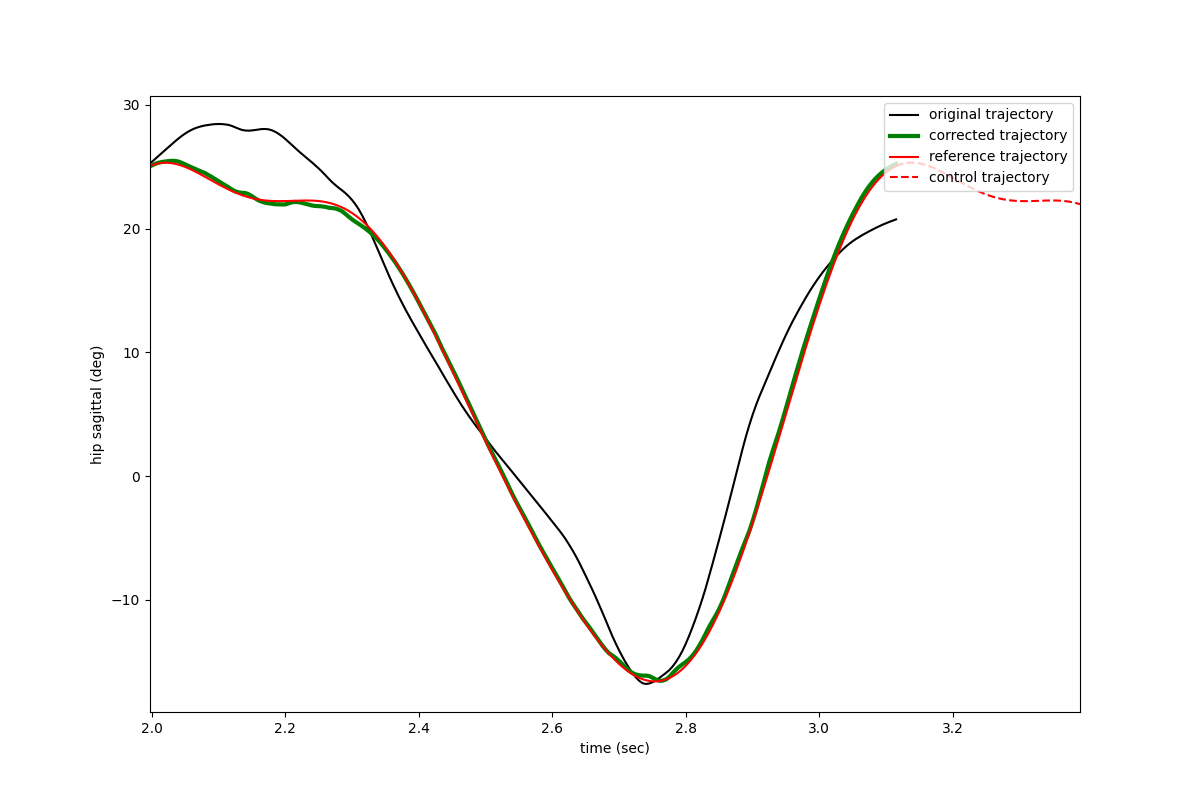 original trajectory
corrected trajectory
reference trajectory
control trajectory
30
20
10
0
−10
hip sagittal (deg)
2.0 2.2 2.4 2.6 2.8 3.0 3.2
time (sec)